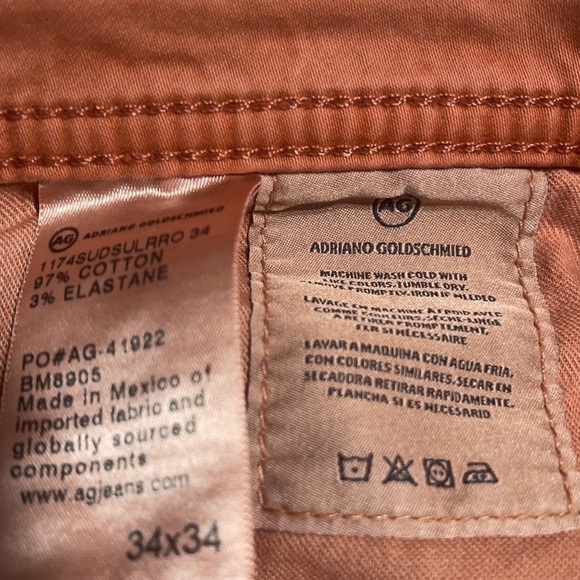 AG ADRIANO GOLDSCHMIED
1174SUDSULRRO 34
97% COTTON
3% ELASTANE
PO#AG-41922
BM8905
Made in Mexico of
imported fabric and
globally sourced
components
www.agjeans.com
34x34
AG
ADRIANO GOLDSCHMIED
MACHINE WASH COLD WITH
LIKE COLORS. TUMBLE DRY.
REMOVE PROMPTLY. IRON IF NEEDED
LAVAGE EN MACHINE A FROID AVEC
COMME COULEURS. SECHE-LINGE
A RETIRER PROMPTEMENT.
FER SI NÉCESSAIRE
LAVAR A MAQUINA CON AGUA FRIA,
CON COLORES SIMILARES. SECAR EN
SECADORA RETIRAR RAPIDAMENTE.
PLANCHA SI ES NECESARIO